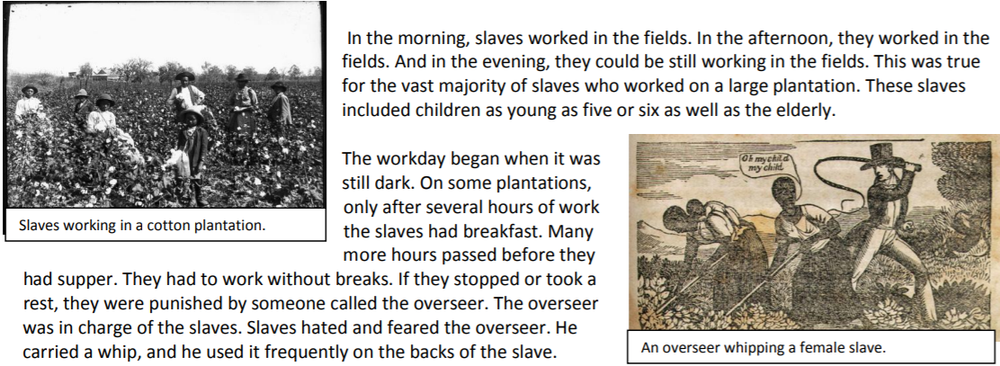 In the morning, slaves worked in the fields. In the afternoon, they worked in the
fields. And in the evening, they could be still working in the fields. This was true
for the vast majority of slaves who worked on a large plantation. These slaves
included children as young as five or six as well as the elderly.
Slaves working in a cotton plantation.
The workday began when it was
still dark. On some plantations,
only after several hours of work
the slaves had breakfast. Many
more hours passed before they
had supper. They had to work without breaks. If they stopped or took a
rest, they were punished by someone called the overseer. The overseer
was in charge of the slaves. Slaves hated and feared the overseer. He
carried a whip, and he used it frequently on the backs of the slave.
Oh my child
my child
An overseer whipping a female slave.